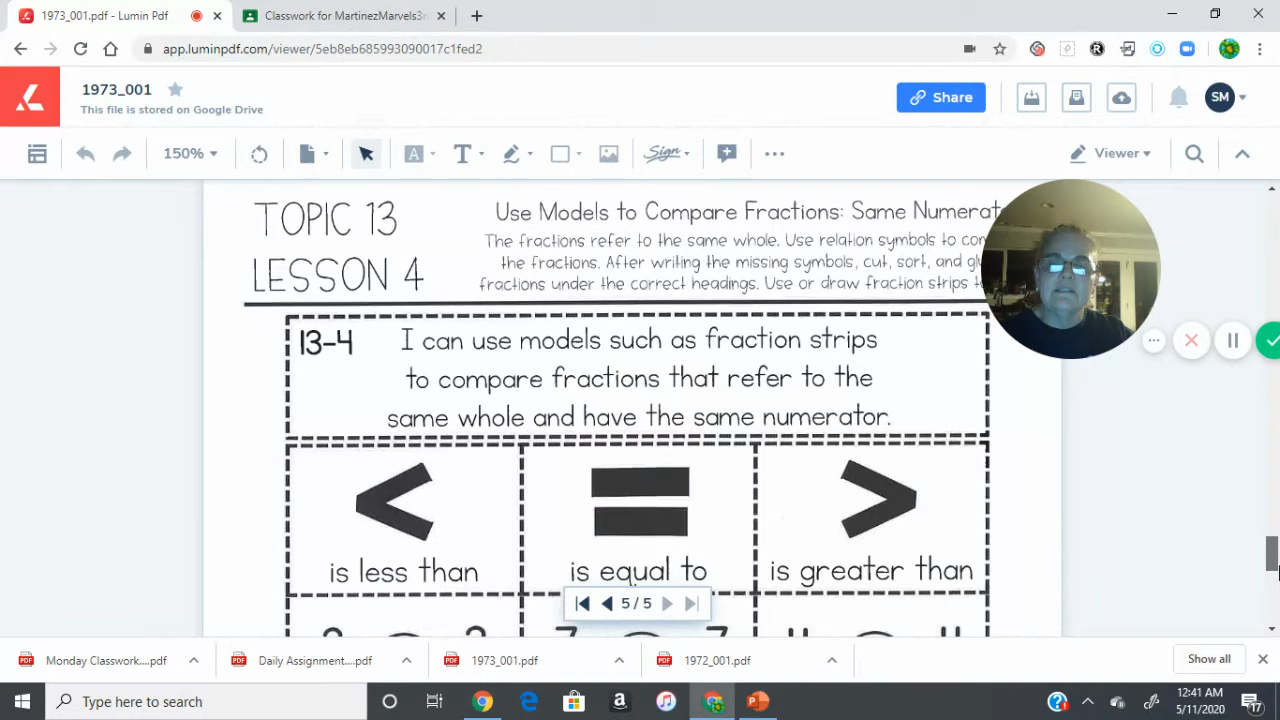 1973_001.pdf - Lumin Pdf
Classwork for MartinezMarvels3r
app.luminpdf.com/viewer/5eb8eb685993090017c1fed2
1973_001
This file is stored on Google Drive
Share
SM
150%
A
T
Sign
Viewer
TOPIC 13
LESSON 4
Use Models to Compare Fractions: Same Numerat
The fractions refer to the same whole. Use relation symbols to com
the fractions. After writing the missing symbols, cut, sort, and gl
fractions under the correct headings. Use or draw fraction strips t
13-4 I can use models such as fraction strips
to compare fractions that refer to the
same whole and have the same numerator.
< = >
is less than is equal to is greater than
5 / 5
Monday Classwork....pdf
Daily Assignment....pdf
1973_001.pdf
1972_001.pdf
Show all
Type here to search
12:41 AM
5/11/2020
17